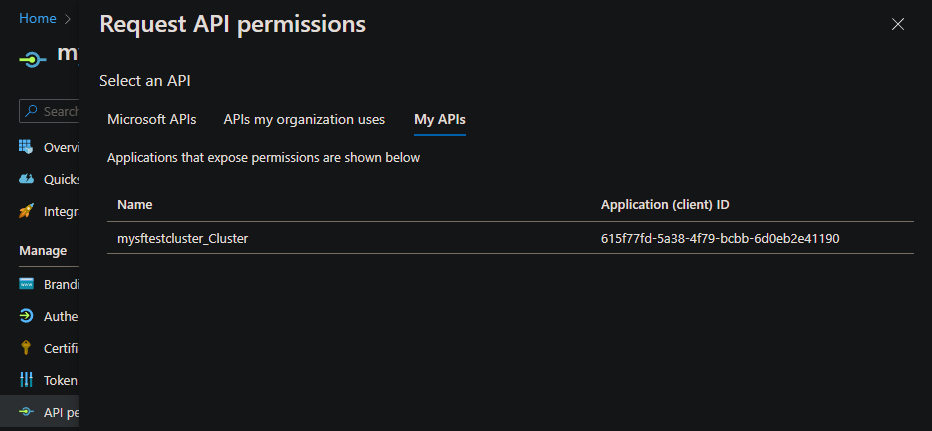 Home >
Request API permissions
my
Select an API
Search
Microsoft APIs
APIs my organization uses
My APIs
Overvi
Applications that expose permissions are shown below
Quicks
Integra
Name
Application (client) ID
mysftestcluster_Cluster
615f77fd-5a38-4f79-bcbb-6d0eb2e41190
Manage
Brandi
Authe
Certifi
Token
API pe